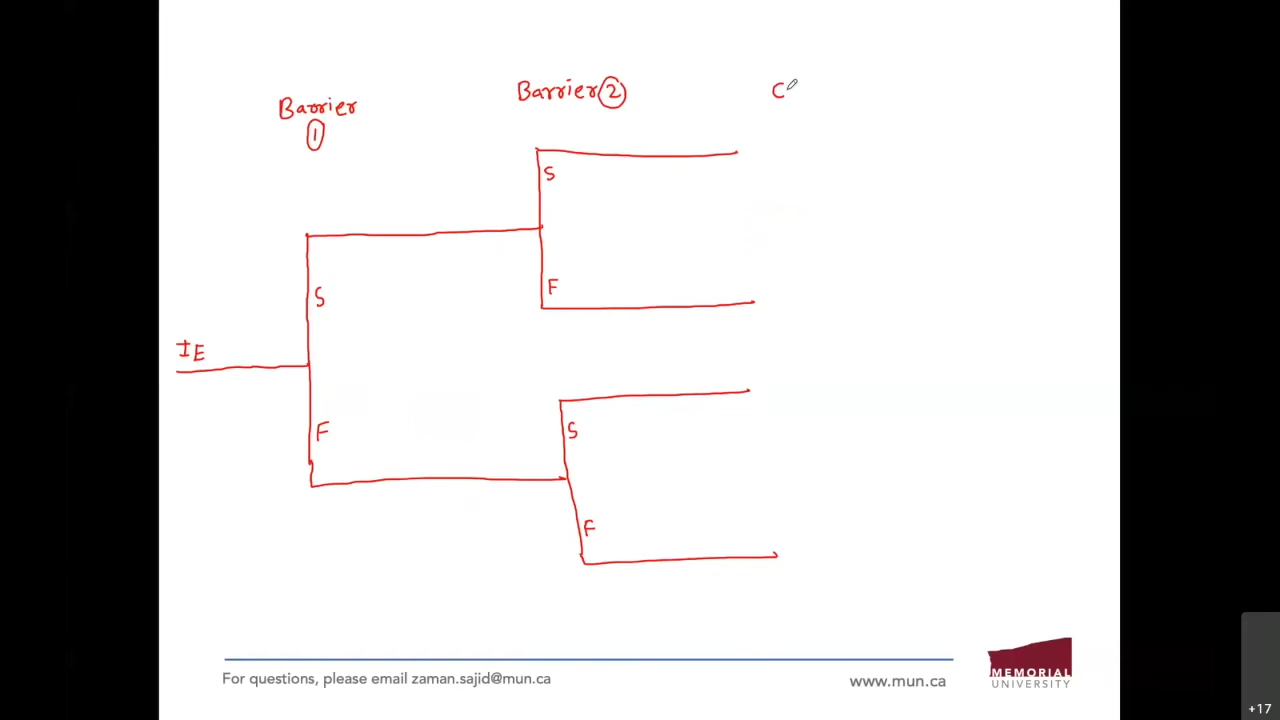 Barrier
1
Barrier 2
C
S
F
S
IE
F
S
F
For questions, please email zaman.sajid@mun.ca
www.mun.ca
MEMORIAL
UNIVERSITY
+17